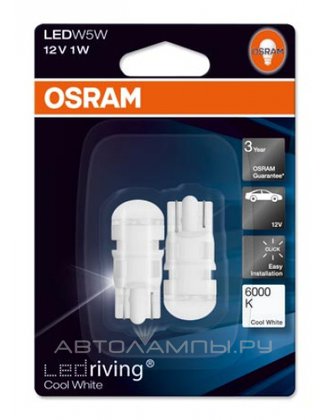 LEDW5W
12V 1W
OSRAM
3
Year
OSRAM
Guarantee*
12V
CLICK
Easy
Installation
6000
K
Cool White
АВТОЛАМПЫ.РУ
LEDriving®
Cool White